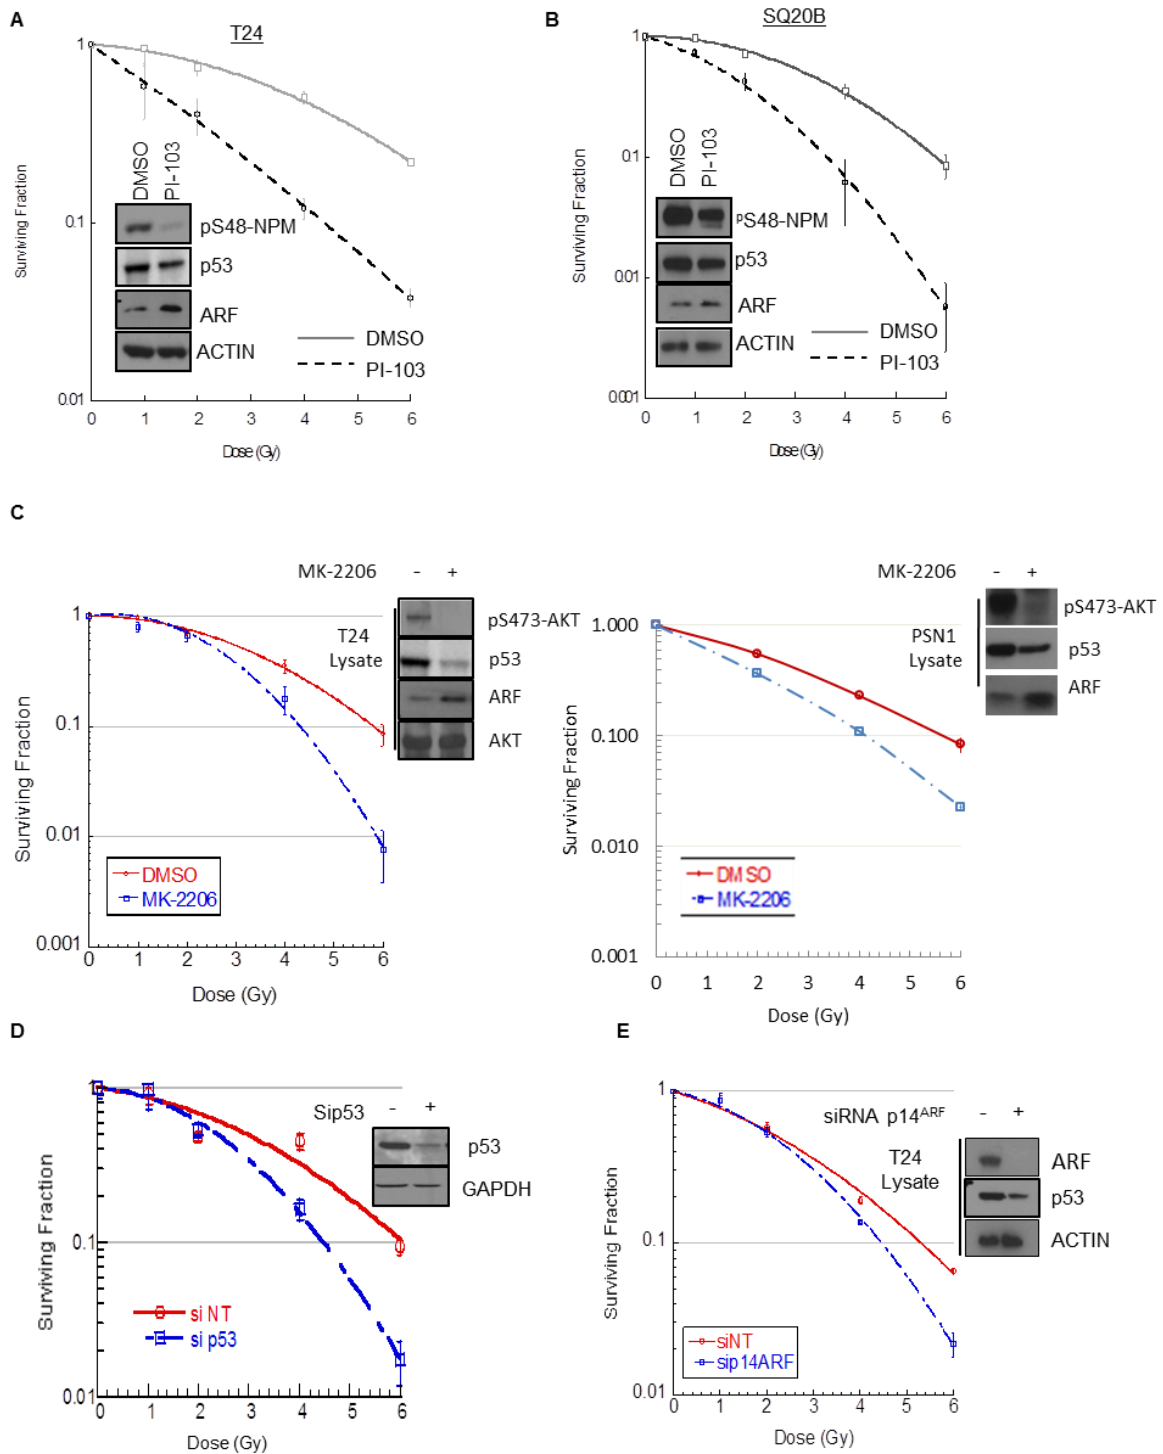 A
T24
1
0.1
0.01
Surviving Fraction
DMSO
PI-103
pS48-NPM
p53
ARF
ACTIN
DMSO
PI-103
0 1 2 3 4 5 6
Dose (Gy)
B
SQ20B
1
01
001
0001
Surviving Fraction
DMSO
PI-103
pS48-NPM
p53
ARF
ACTIN
DMSO
PI-103
0 1 2 3 4 5 6
Dose (Gy)
C
MK-2206 - +
T24
Lysate
pS473-AKT
p53
ARF
AKT
1
0.1
0.01
0.001
Surviving Fraction
DMSO
MK-2206
0 1 2 3 4 5 6
Dose (Gy)
MK-2206 - +
PSN1
Lysate
pS473-AKT
p53
ARF
1.000
0.100
0.010
0.001
Surviving Fraction
DMSO
MK-2206
0 1 2 3 4 5 6
Dose (Gy)
D
Sip53 - +
p53
GAPDH
1
0.1
0.01
Surviving Fraction
si NT
si p53
0 1 2 3 4 5 6
Dose (Gy)
E
siRNA p14ARF - +
T24
Lysate
ARF
p53
ACTIN
1
0.1
0.01
Surviving Fraction
siNT
sip14ARF
0 1 2 3 4 5 6
Dose (Gy)